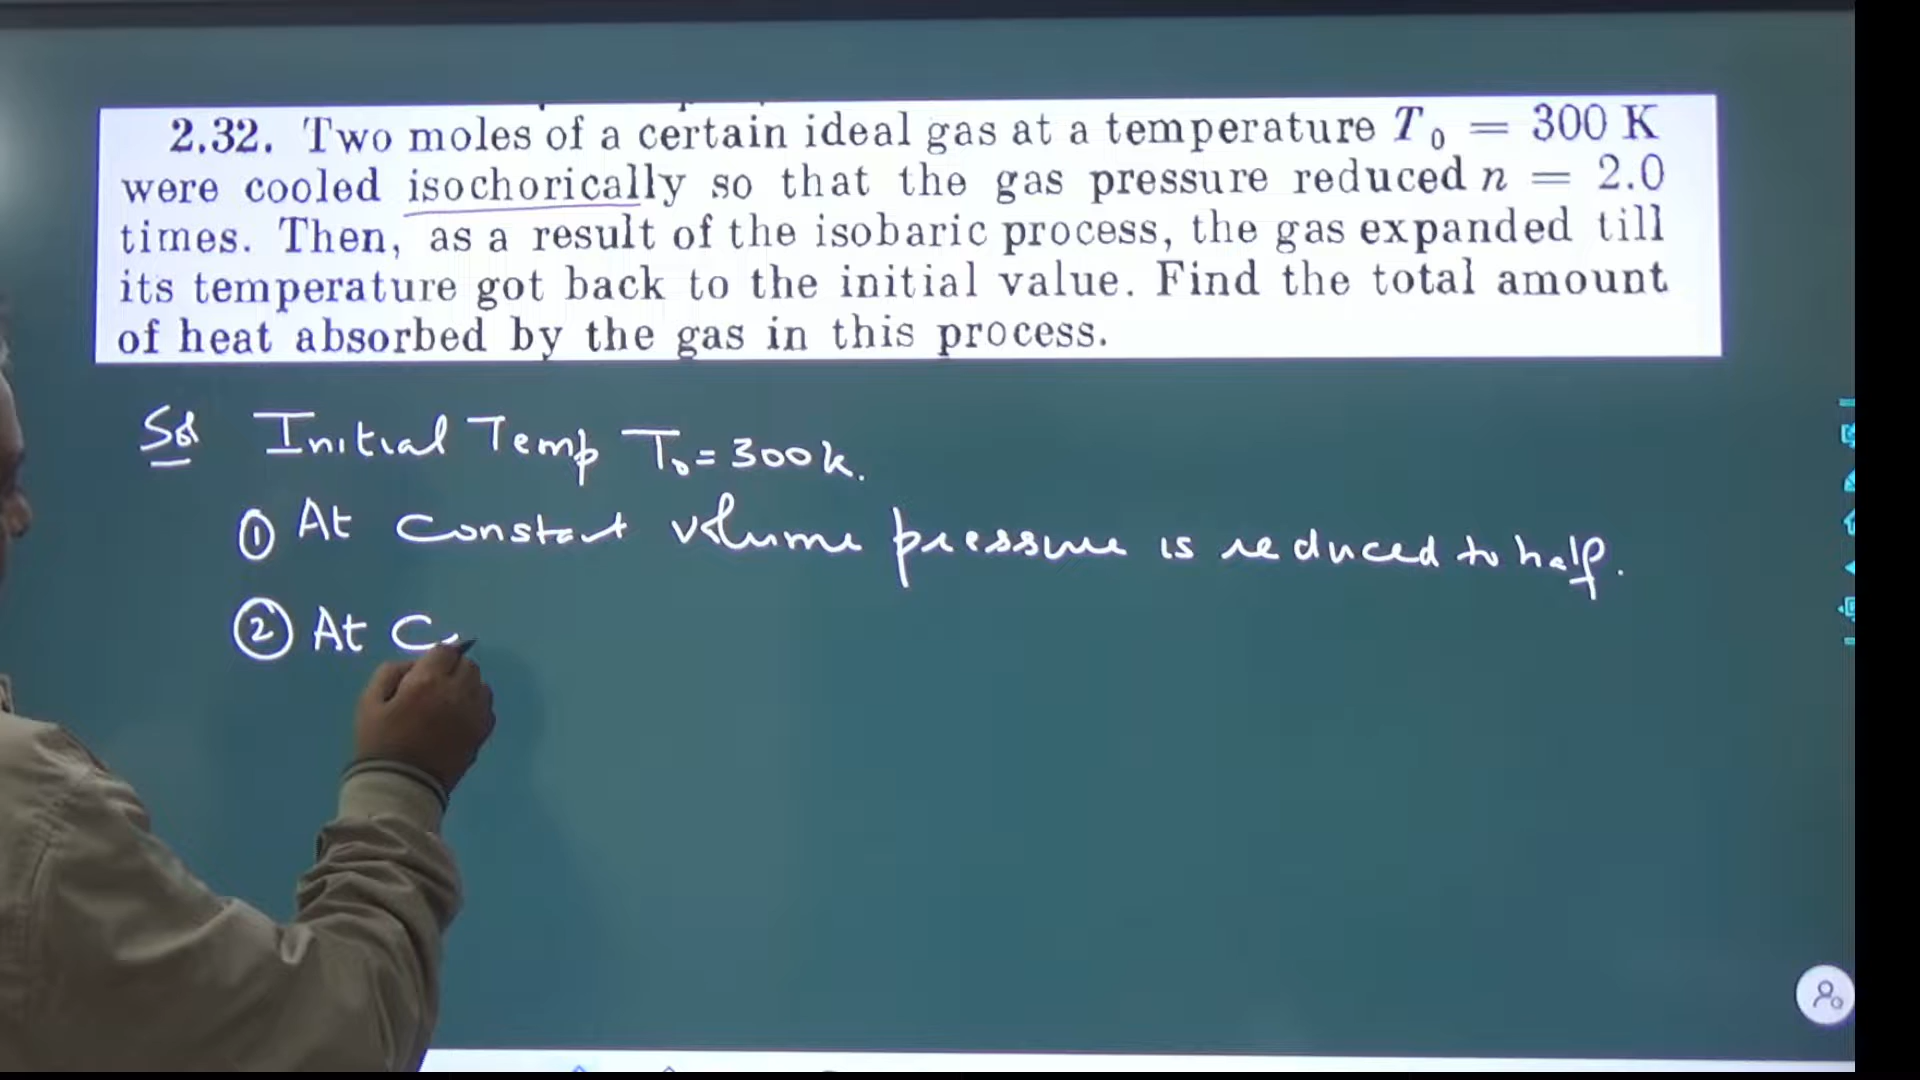 2.32. Two moles of a certain ideal gas at a temperature T₀ = 300 K
were cooled isochorically so that the gas pressure reduced n = 2.0
times. Then, as a result of the isobaric process, the gas expanded till
its temperature got back to the initial value. Find the total amount
of heat absorbed by the gas in this process.
Sol Initial Temp T₀ = 300k.
① At Constant volume pressure is reduced to half.
② At C